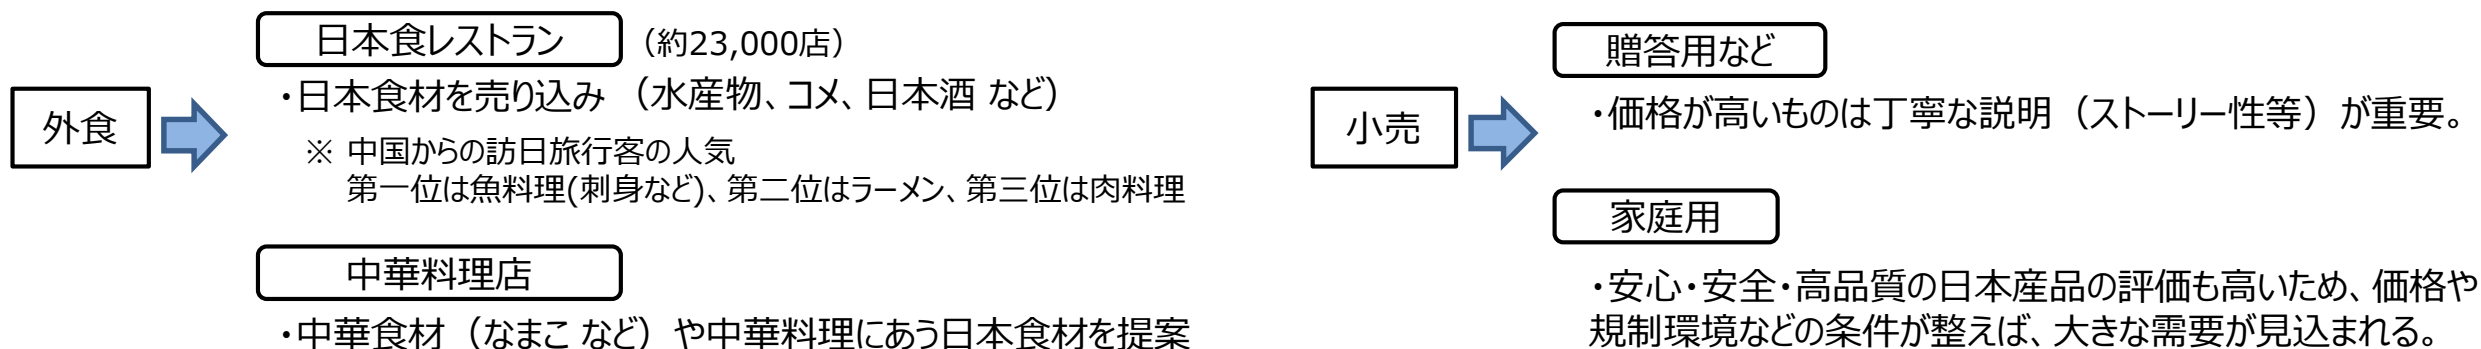 外食
日本食レストラン （約23,000店）
・日本食材を売り込み （水産物、コメ、日本酒 など）
※ 中国からの訪日旅行客の人気
第一位は魚料理(刺身など)、第二位はラーメン、第三位は肉料理
中華料理店
・中華食材（なまこ など）や中華料理にあう日本食材を提案
小売
贈答用など
・価格が高いものは丁寧な説明（ストーリー性等）が重要。
家庭用
・安心・安全・高品質の日本産品の評価も高いため、価格や
規制環境などの条件が整えば、大きな需要が見込まれる。